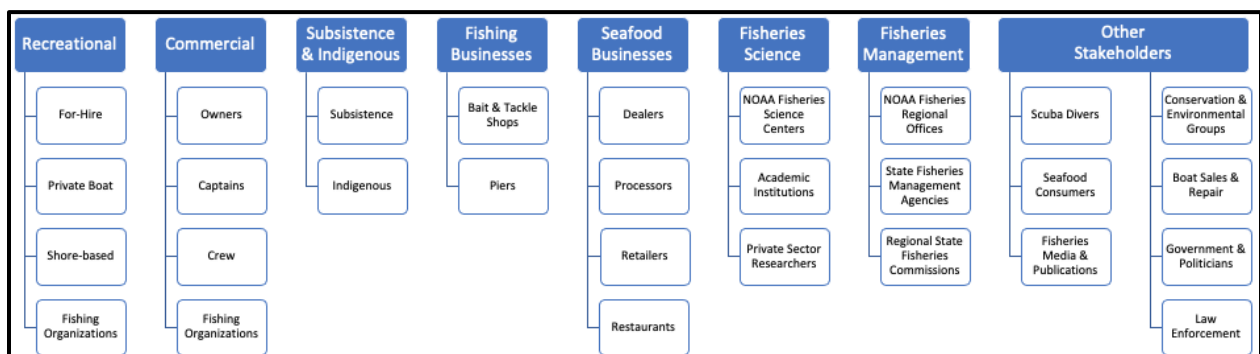 Recreational
For-Hire
Private Boat
Shore-based
Fishing
Organizations
Commercial
Owners
Captains
Crew
Fishing
Organizations
Subsistence
& Indigenous
Subsistence
Indigenous
Fishing
Businesses
Bait & Tackle
Shops
Piers
Seafood
Businesses
Dealers
Processors
Retailers
Restaurants
Fisheries
Science
NOAA Fisheries
Science
Centers
Academic
Institutions
Private Sector
Researchers
Fisheries
Management
NOAA Fisheries
Regional
Offices
State Fisheries
Management
Agencies
Regional State
Fisheries
Commissions
Other
Stakeholders
Scuba Divers
Seafood
Consumers
Fisheries
Media &
Publications
Conservation &
Environmental
Groups
Boat Sales &
Repair
Government &
Politicians
Law
Enforcement